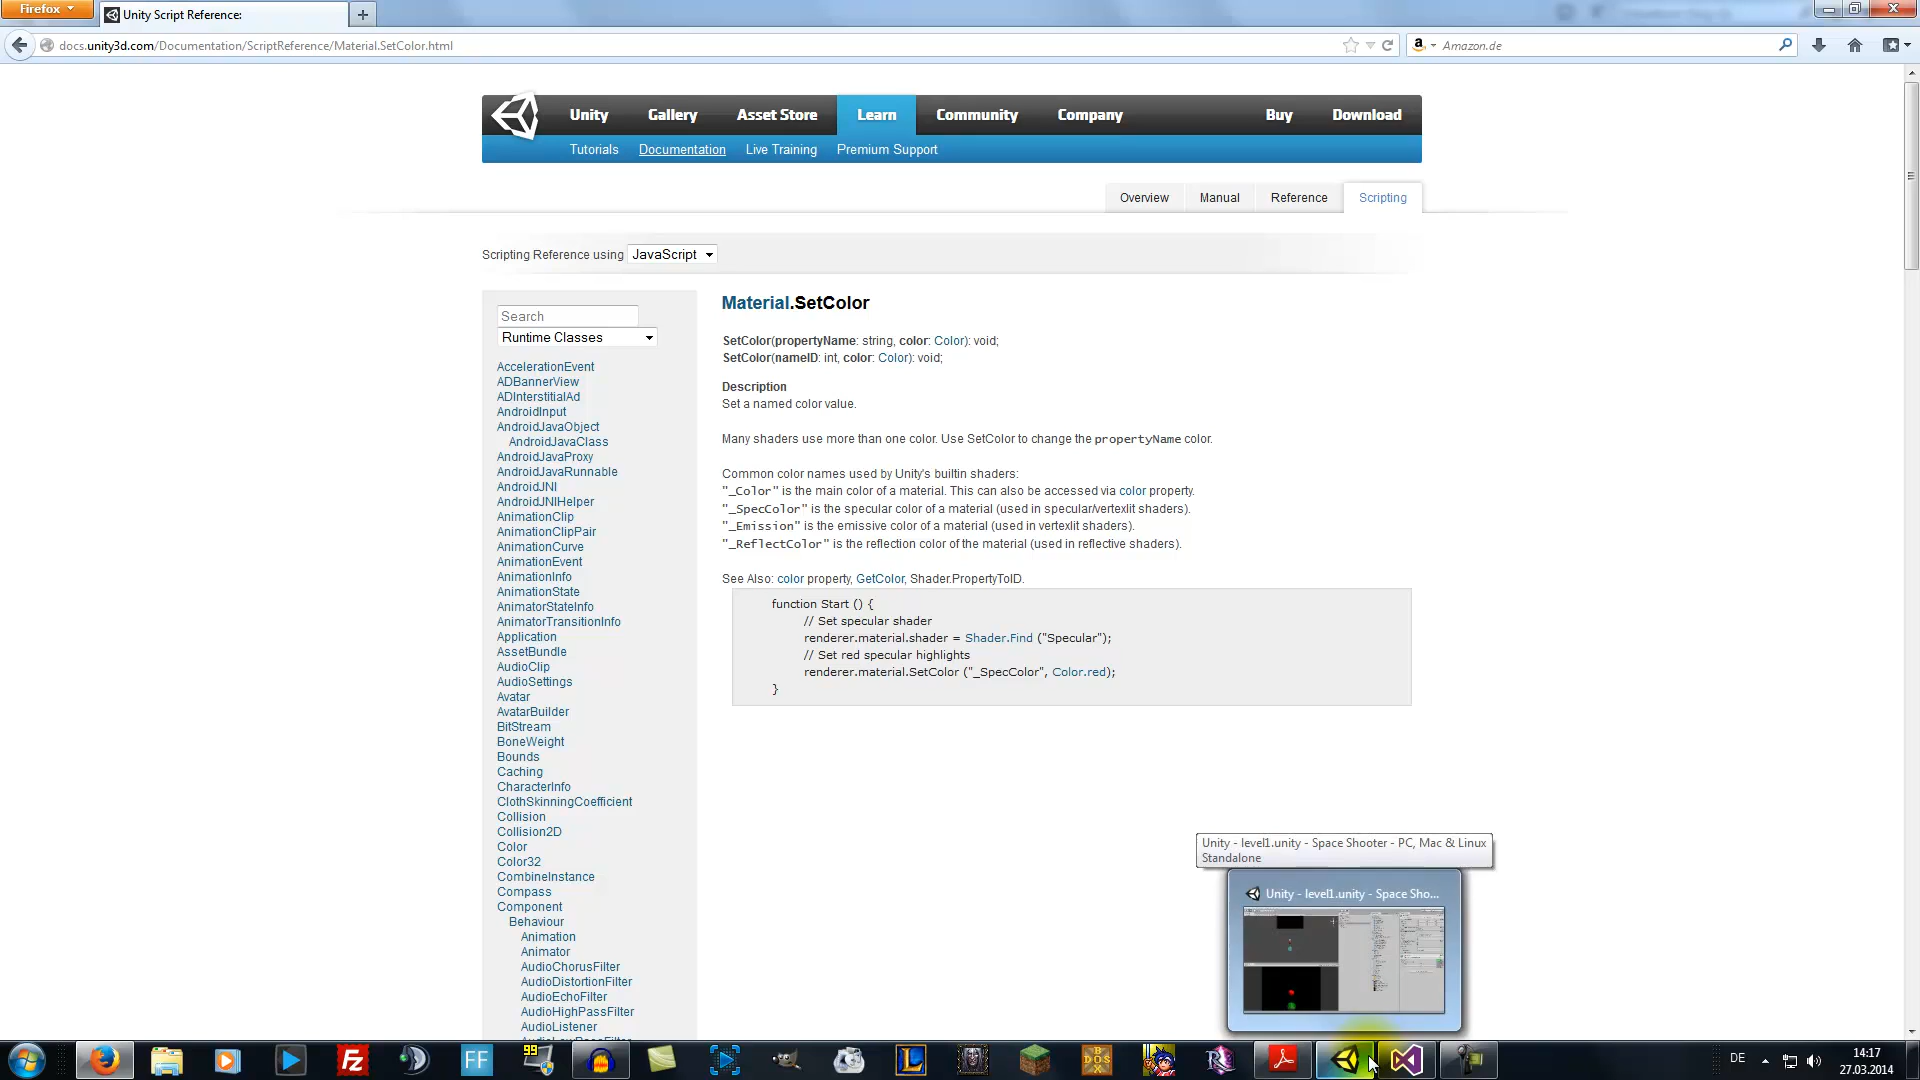 Firefox
Unity Script Reference:
docs.unity3d.com/Documentation/ScriptReference/Material.SetColor.html
Amazon.de
Unity Gallery Asset Store Learn Community Company Buy Download
Tutorials Documentation Live Training Premium Support
Overview Manual Reference Scripting
Scripting Reference using JavaScript
Search
Runtime Classes
AccelerationEvent
ADBannerView
ADInterstitialAd
AndroidInput
AndroidJavaObject
AndroidJavaClass
AndroidJavaProxy
AndroidJavaRunnable
AndroidJNI
AndroidJNIHelper
AnimationClip
AnimationClipPair
AnimationCurve
AnimationEvent
AnimationInfo
AnimationState
AnimatorStateInfo
AnimatorTransitionInfo
Application
AssetBundle
AudioClip
AudioSettings
Avatar
AvatarBuilder
BitStream
BoneWeight
Bounds
Caching
CharacterInfo
ClothSkinningCoefficient
Collision
Collision2D
Color
Color32
CombineInstance
Compass
Component
Behaviour
Animation
Animator
AudioChorusFilter
AudioDistortionFilter
AudioEchoFilter
AudioHighPassFilter
AudioListener
Material.SetColor
SetColor(propertyName: string, color: Color): void;
SetColor(nameID: int, color: Color): void;
Description
Set a named color value.
Many shaders use more than one color. Use SetColor to change the propertyName color.
Common color names used by Unity's builtin shaders:
"_Color" is the main color of a material. This can also be accessed via color property.
"_SpecColor" is the specular color of a material (used in specular/vertexlit shaders).
"_Emission" is the emissive color of a material (used in vertexlit shaders).
"_ReflectColor" is the reflection color of the material (used in reflective shaders).
See Also: color property, GetColor, Shader.PropertyToID.
function Start () {
// Set specular shader
renderer.material.shader = Shader.Find ("Specular");
// Set red specular highlights
renderer.material.SetColor ("_SpecColor", Color.red);
}
Unity - level1.unity - Space Shooter - PC, Mac & Linux
Standalone
Unity - level1.unity - Space Sho...
FF
99
DOS
DE
14:17
27.03.2014